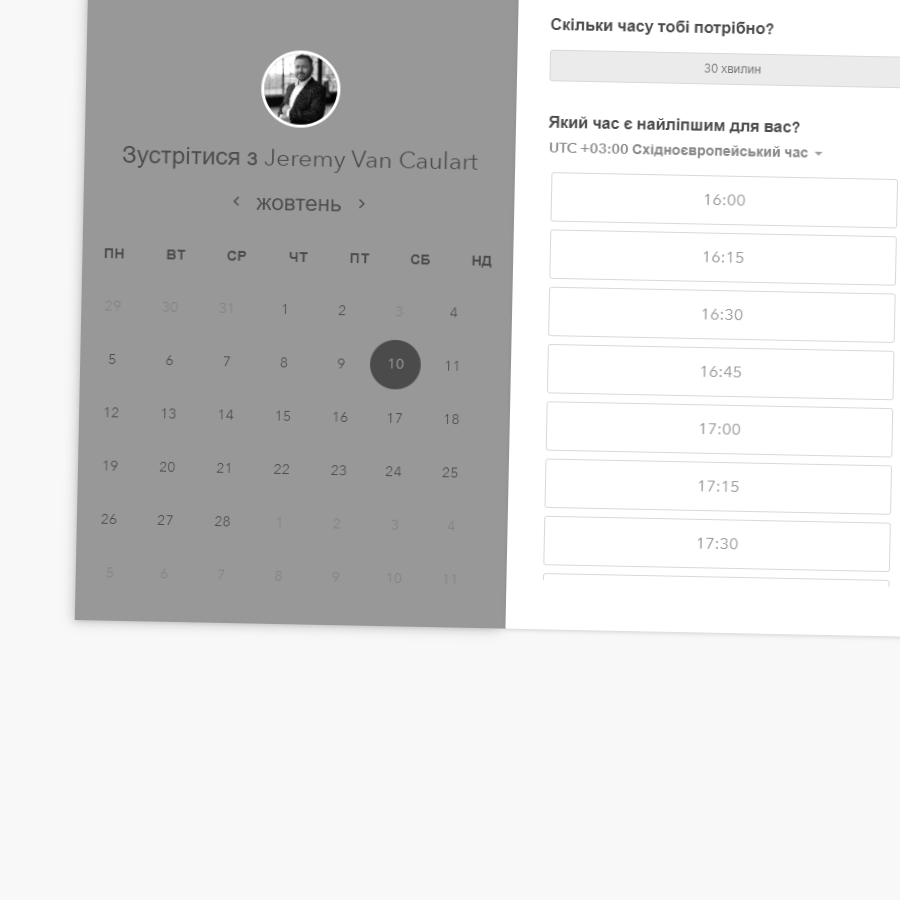 Зустрітися з Jeremy Van Caulart
‹ жовтень ›
ПН ВТ СР ЧТ ПТ СБ НД
29 30 31 1 2 3 4
5 6 7 8 9 10 11
12 13 14 15 16 17 18
19 20 21 22 23 24 25
26 27 28 1 2 3 4
5 6 7 8 9 10 11
Скільки часу тобі потрібно?
30 хвилин
Який час є найліпшим для вас?
UTC +03:00 Східноєвропейський час
16:00
16:15
16:30
16:45
17:00
17:15
17:30